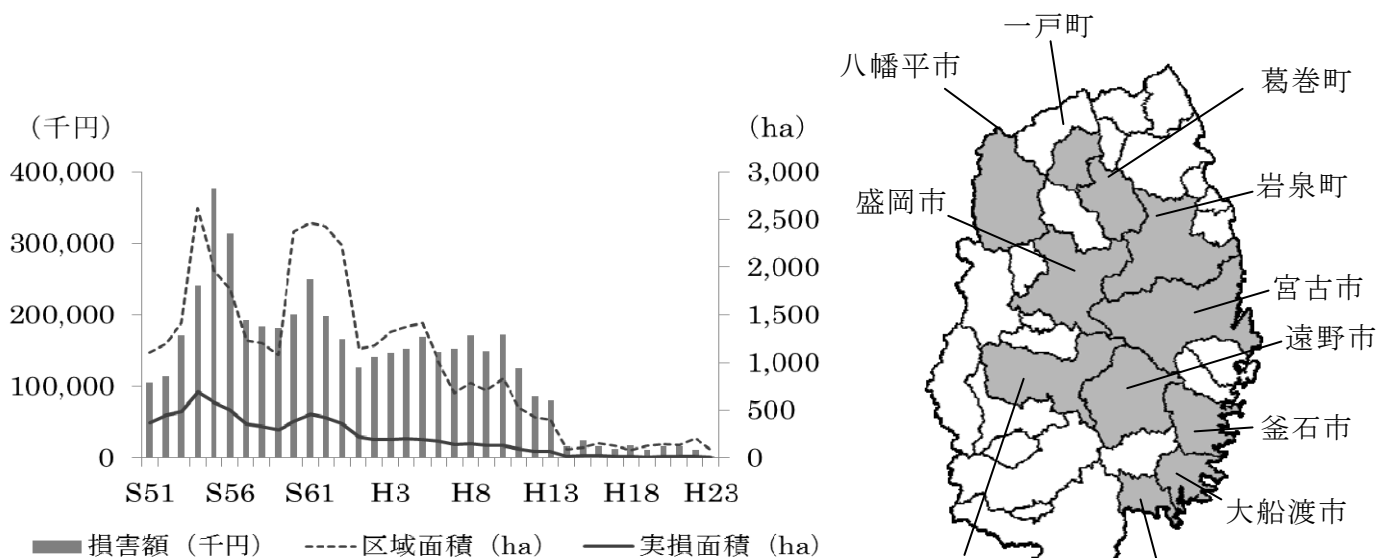 （千円）
（ha）
400,000
300,000
200,000
100,000
0
3,000
2,500
2,000
1,500
1,000
500
0
S51
S56
S61
H3
H8
H13
H18
H23
損害額（千円）
区域面積（ha）
実損面積（ha）
一戸町
八幡平市
葛巻町
盛岡市
岩泉町
宮古市
遠野市
釜石市
大船渡市